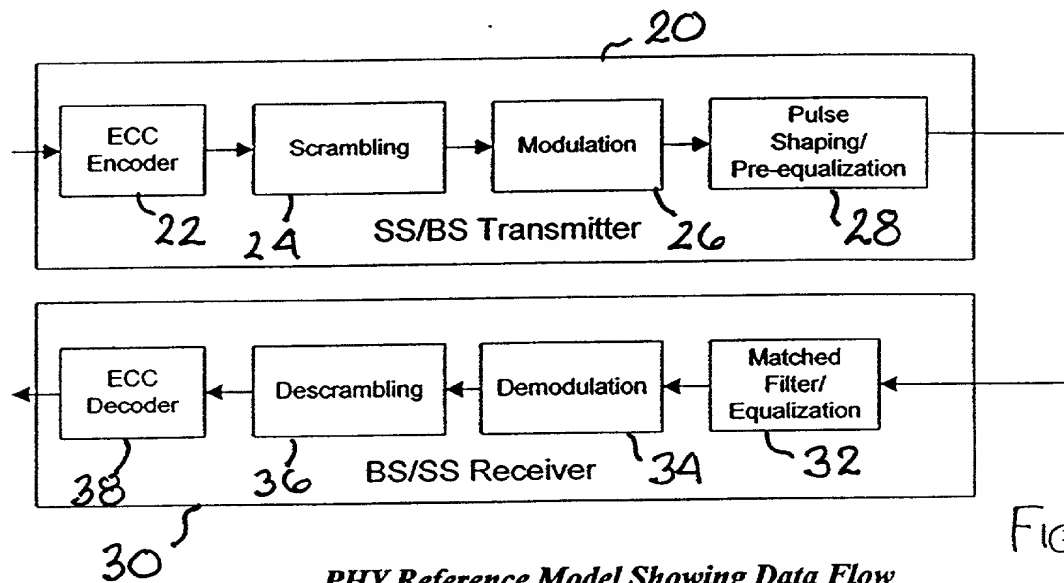 20
ECC
Encoder
Scrambling
Modulation
Pulse
Shaping/
Pre-equalization
22
24
SS/BS Transmitter
26
28
ECC
Decoder
Descrambling
Demodulation
Matched
Filter/
Equalization
38
36
BS/SS Receiver
34
32
30
PHY Reference Model Showing Data Flow